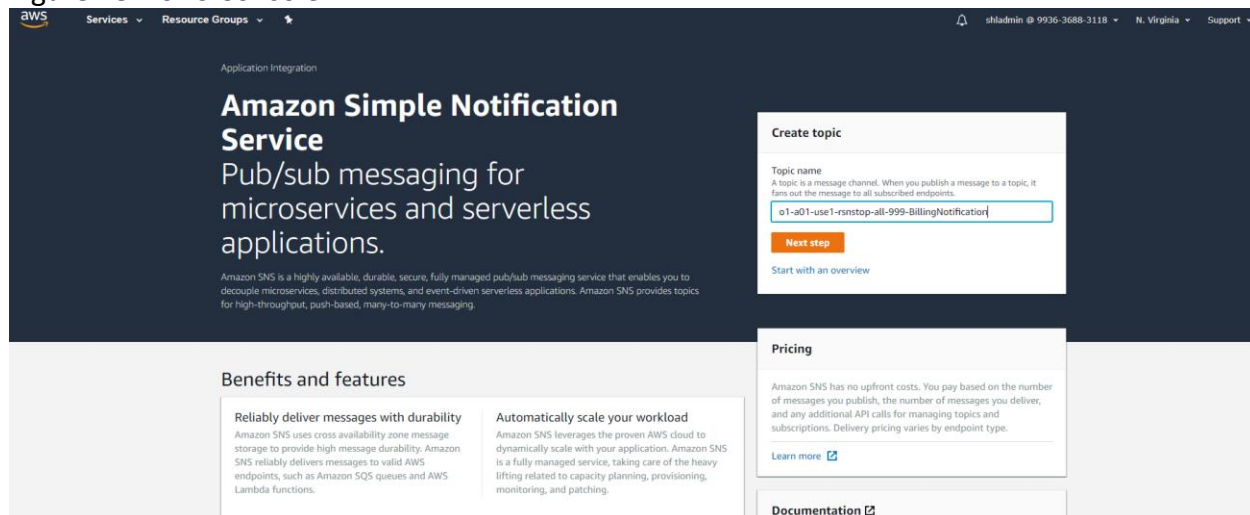 aws
Services
Resource Groups
shladmin @ 9936-3688-3118
N. Virginia
Support
Application Integration
Amazon Simple Notification
Service
Pub/sub messaging for
microservices and serverless
applications.
Amazon SNS is a highly available, durable, secure, fully managed pub/sub messaging service that enables you to
decouple microservices, distributed systems, and event-driven serverless applications. Amazon SNS provides topics
for high-throughput, push-based, many-to-many messaging.
Create topic
Topic name
A topic is a message channel. When you publish a message to a topic, it
fans out the message to all subscribed endpoints.
o1-a01-use1-rsnstop-all-999-BillingNotification
Next step
Start with an overview
Pricing
Amazon SNS has no upfront costs. You pay based on the number
of messages you publish, the number of messages you deliver,
and any additional API calls for managing topics and
subscriptions. Delivery pricing varies by endpoint type.
Learn more
Documentation
Benefits and features
Reliably deliver messages with durability
Amazon SNS uses cross availability zone message
storage to provide high message durability. Amazon
SNS reliably delivers messages to valid AWS
endpoints, such as Amazon SQS queues and AWS
Lambda functions.
Automatically scale your workload
Amazon SNS leverages the proven AWS cloud to
dynamically scale with your application. Amazon SNS
is a fully managed service, taking care of the heavy
lifting related to capacity planning, provisioning,
monitoring, and patching.